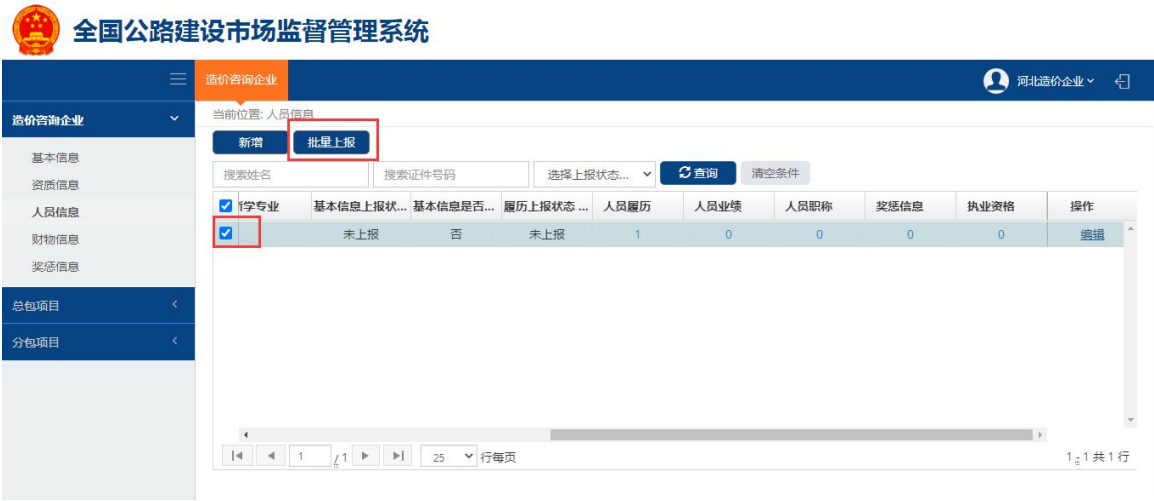 全国公路建设市场监督管理系统
造价咨询企业
河北造价企业
造价咨询企业
基本信息
资质信息
人员信息
财物信息
奖惩信息
总包项目
分包项目
当前位置: 人员信息
新增 批量上报
搜索姓名 搜索证件号码 选择上报状态... 查询 清空条件
学专业 基本信息上报状... 基本信息是否... 履历上报状态 ... 人员履历 人员业绩 人员职称 奖惩信息 执业资格 操作
未上报 否 未上报 1 0 0 0 0 编辑
1 / 1 25 行每页 1 - 1 共 1 行